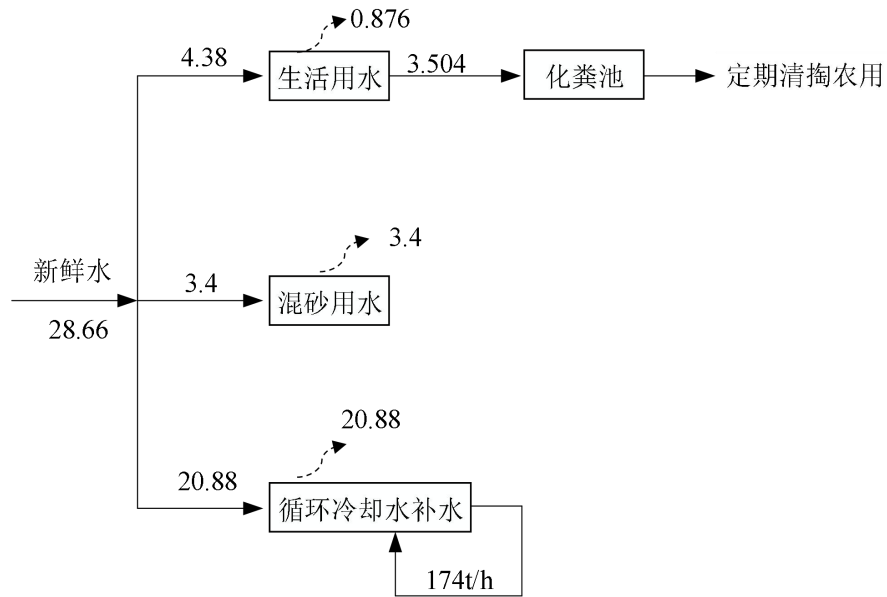 0.876
4.38
生活用水
3.504
化粪池
定期清掏农用
3.4
新鲜水
3.4
混砂用水
28.66
20.88
20.88
循环冷却水补水
174t/h